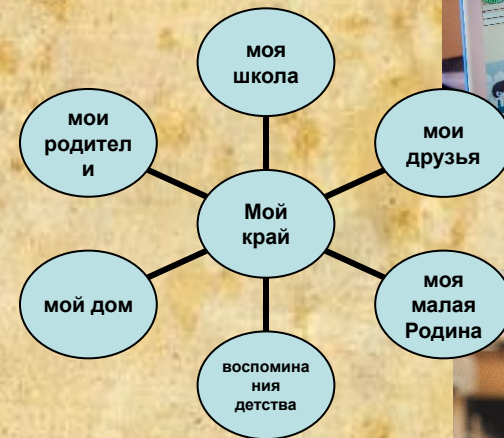 моя
школа
мои
родител
и
мои
друзья
Мой
край
мой дом
моя
малая
Родина
воспомина
ния
детства